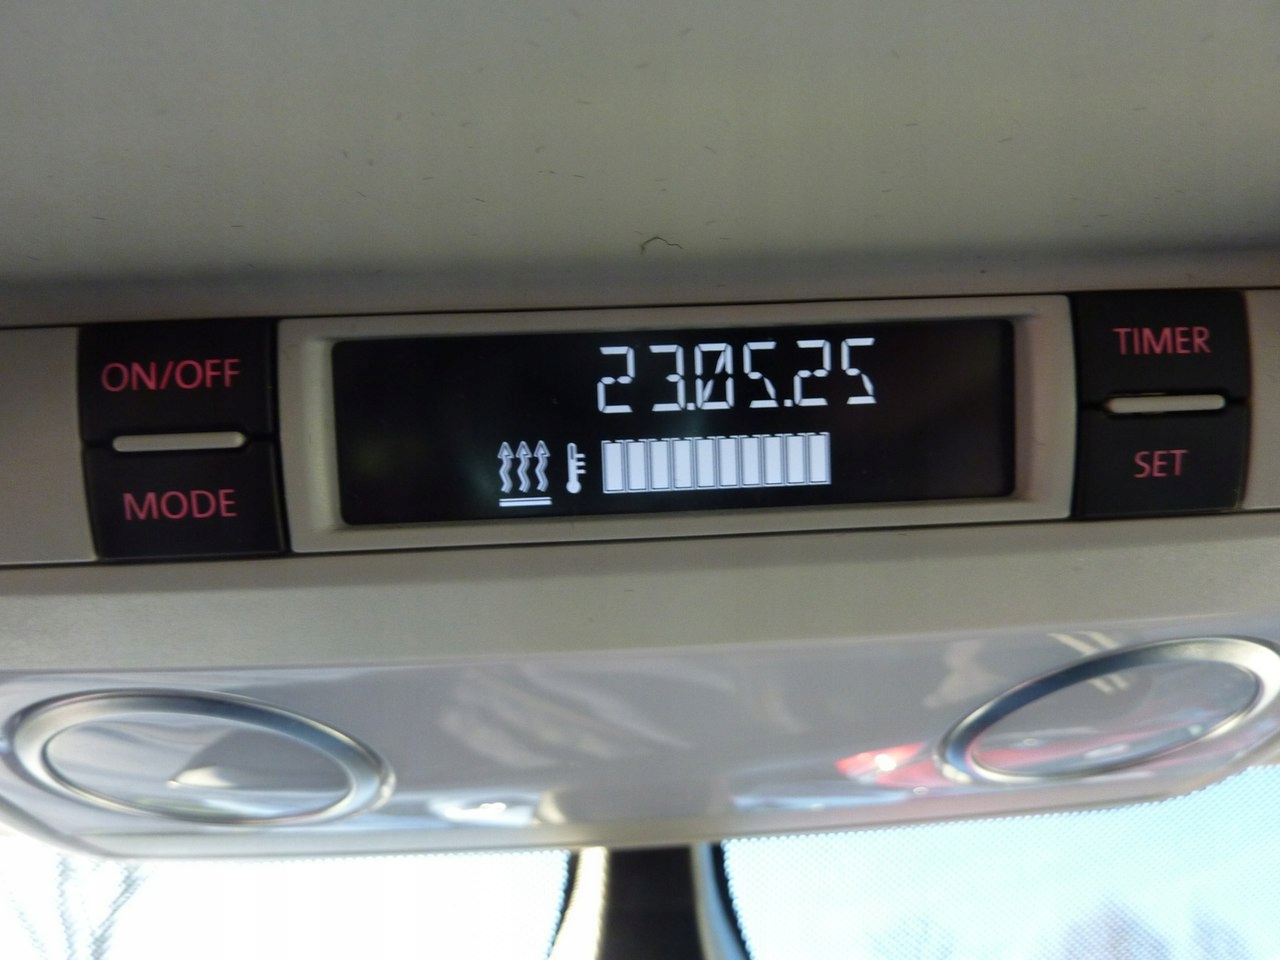 23.05.25
ON/OFF
MODE
TIMER
SET